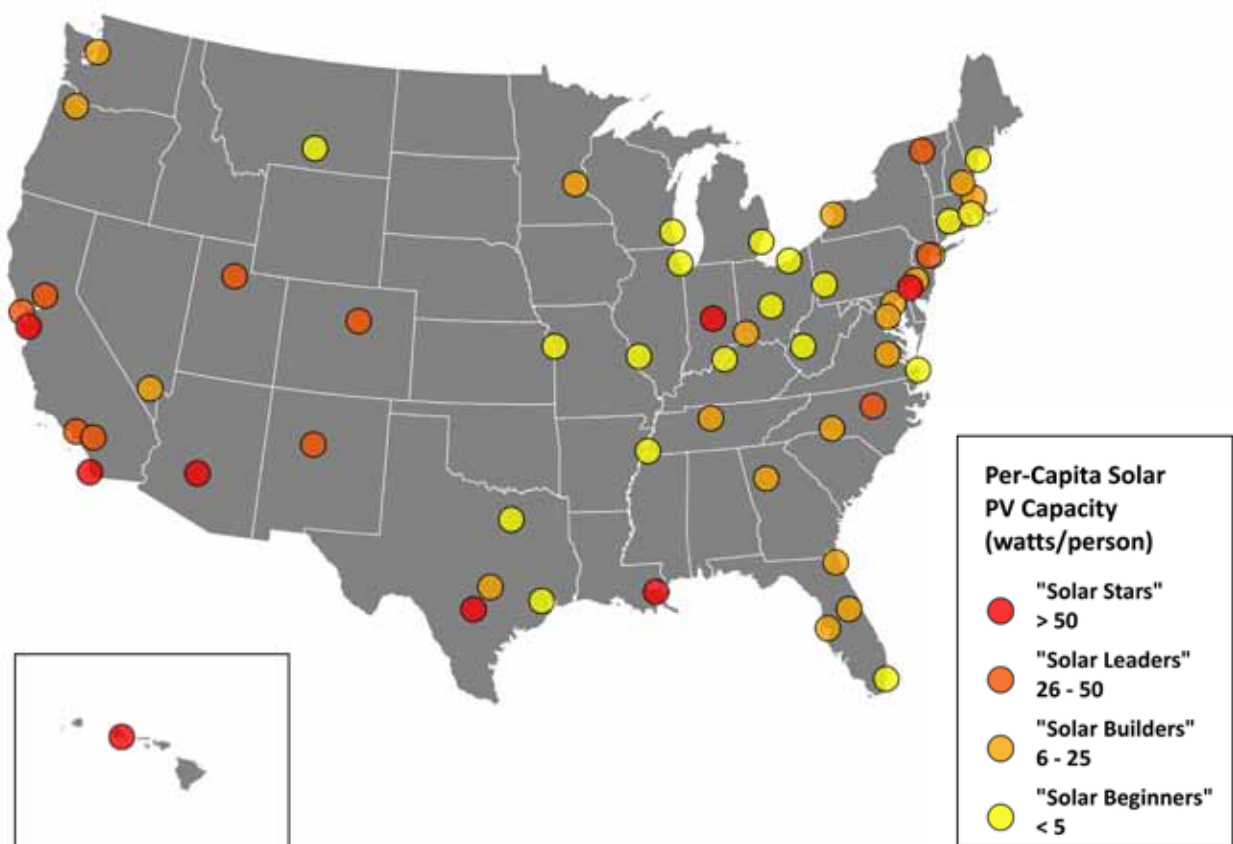 Per-Capita Solar
PV Capacity
(watts/person)
"Solar Stars"
> 50
"Solar Leaders"
26 - 50
"Solar Builders"
6 - 25
"Solar Beginners"
< 5